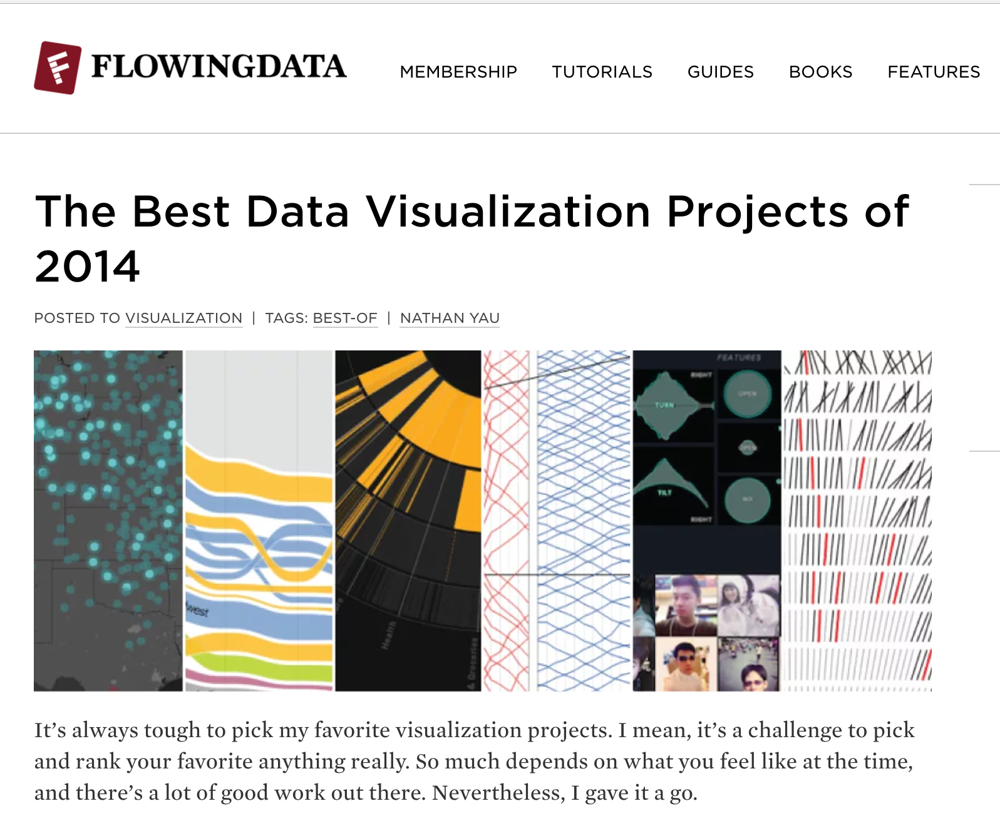 FLOWINGDATA
MEMBERSHIP
TUTORIALS
GUIDES
BOOKS
FEATURES
The Best Data Visualization Projects of
2014
POSTED TO VISUALIZATION | TAGS: BEST-OF | NATHAN YAU
FEATURES
RIGHT
TURN
OPEN
OPEN
TILT
NO
RIGHT
Health
& Groceries
It’s always tough to pick my favorite visualization projects. I mean, it’s a challenge to pick
and rank your favorite anything really. So much depends on what you feel like at the time,
and there’s a lot of good work out there. Nevertheless, I gave it a go.